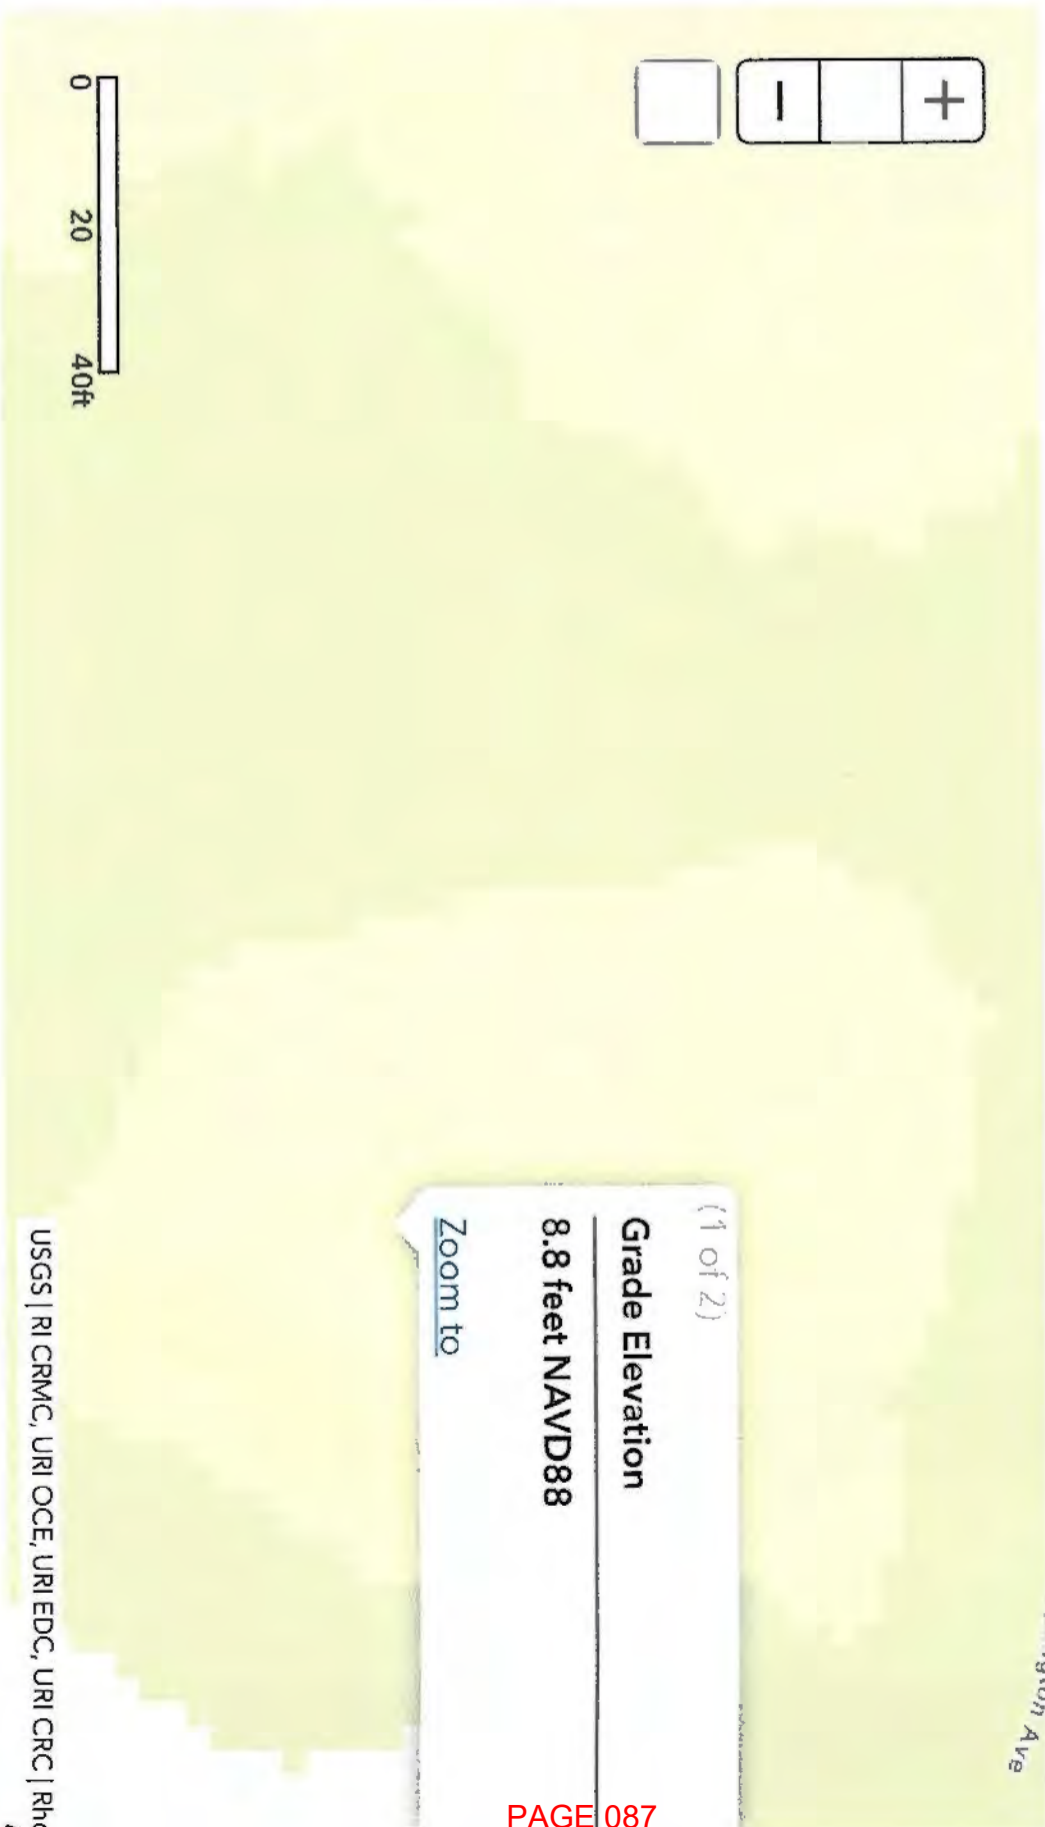 +
−
(1 of 2)
Grade Elevation
8.8 feet NAVD88
Zoom to
Ave
0 20 40ft
USGS | RI CRMC, URI OCE, URI EDC, URI CRC |
PAGE 087